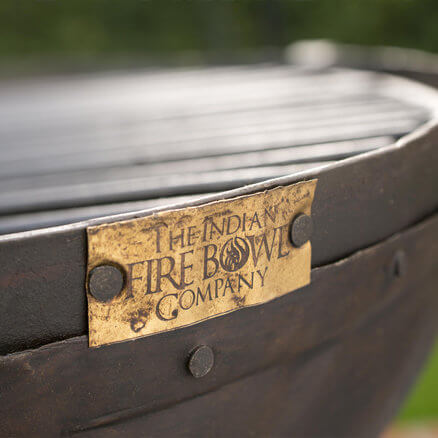 The Indian
Fire Bowl
Company